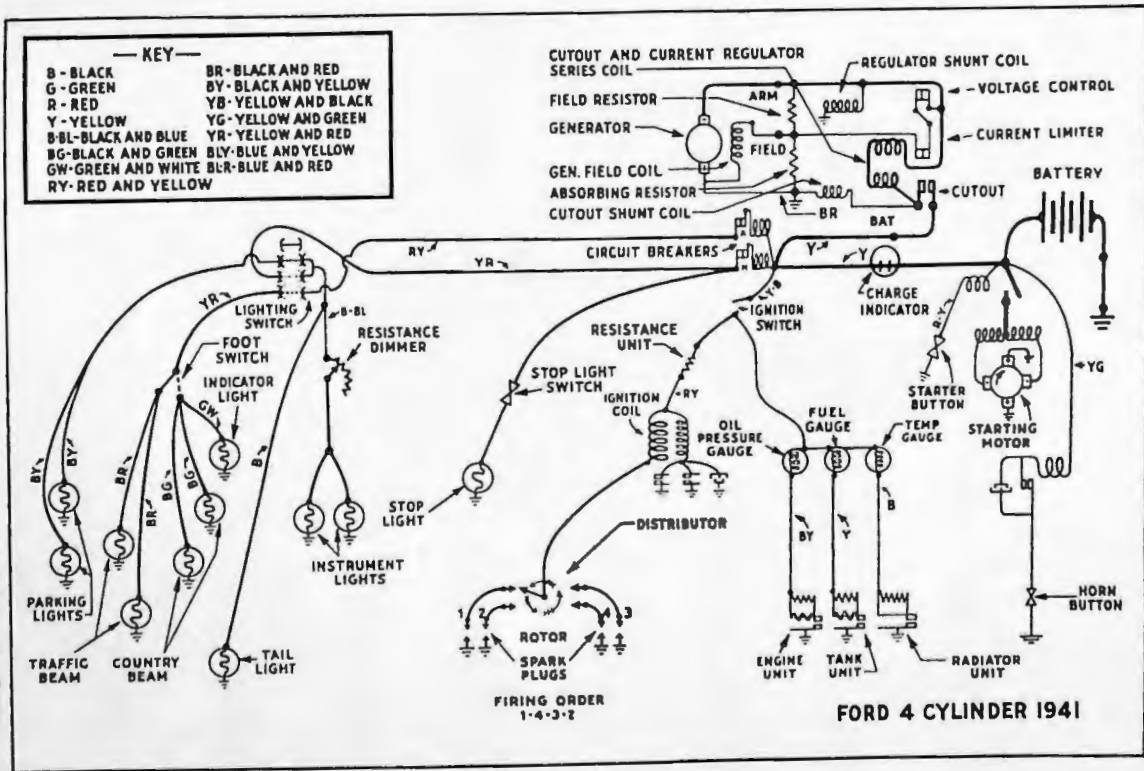 — KEY —
B - BLACK
G - GREEN
R - RED
Y - YELLOW
B·BL-BLACK AND BLUE
BG-BLACK AND GREEN
GW-GREEN AND WHITE
RY-RED AND YELLOW
BR-BLACK AND RED
BY-BLACK AND YELLOW
YB-YELLOW AND BLACK
YG-YELLOW AND GREEN
YR-YELLOW AND RED
BLY-BLUE AND YELLOW
BLR-BLUE AND RED
CUTOUT AND CURRENT REGULATOR
SERIES COIL
REGULATOR SHUNT COIL
FIELD RESISTOR
ARM
VOLTAGE CONTROL
GENERATOR
FIELD
CURRENT LIMITER
GEN. FIELD COIL
ABSORBING RESISTOR
CUTOUT SHUNT COIL
BR
BAT
CUTOUT
BATTERY
RY
CIRCUIT BREAKERS
Y
YR
Y
YR
LIGHTING
SWITCH
B-BL
Y-B
IGNITION
SWITCH
CHARGE
INDICATOR
R-Y
FOOT
SWITCH
RESISTANCE
DIMMER
RESISTANCE
UNIT
STOP LIGHT
SWITCH
INDICATOR
LIGHT
GW
RY
IGNITION
COIL
STARTER
BUTTON
YG
STARTING
MOTOR
OIL
PRESSURE
GAUGE
FUEL
GAUGE
TEMP
GAUGE
BY
BY
BR
BR
BG
BG
B
STOP
LIGHT
B
BY
Y
DISTRIBUTOR
INSTRUMENT
LIGHTS
PARKING
LIGHTS
HORN
BUTTON
1
2
4
3
ROTOR
TRAFFIC
BEAM
COUNTRY
BEAM
TAIL
LIGHT
SPARK
PLUGS
ENGINE
UNIT
TANK
UNIT
RADIATOR
UNIT
FIRING ORDER
1-4-3-2
FORD 4 CYLINDER 1941